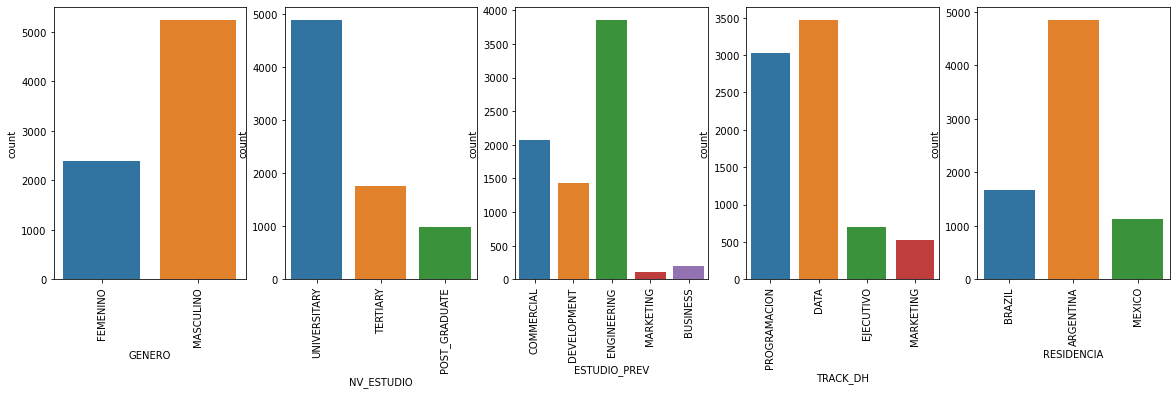 count
5000
4000
3000
2000
1000
0
FEMENINO
MASCULINO
GENERO
count
5000
4000
3000
2000
1000
0
UNIVERSITARY
TERTIARY
POST_GRADUATE
NV_ESTUDIO
count
4000
3500
3000
2500
2000
1500
1000
500
0
COMMERCIAL
DEVELOPMENT
ENGINEERING
MARKETING
BUSINESS
ESTUDIO_PREV
count
3500
3000
2500
2000
1500
1000
500
0
PROGRAMACION
DATA
EJECUTIVO
MARKETING
TRACK_DH
count
5000
4000
3000
2000
1000
0
BRAZIL
ARGENTINA
MEXICO
RESIDENCIA